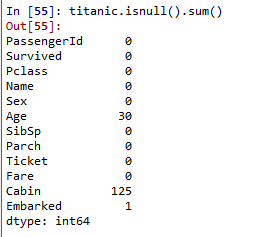 In [55]: titanic.isnull().sum()
Out[55]:
PassengerId 0
Survived 0
Pclass 0
Name 0
Sex 0
Age 30
SibSp 0
Parch 0
Ticket 0
Fare 0
Cabin 125
Embarked 1
dtype: int64